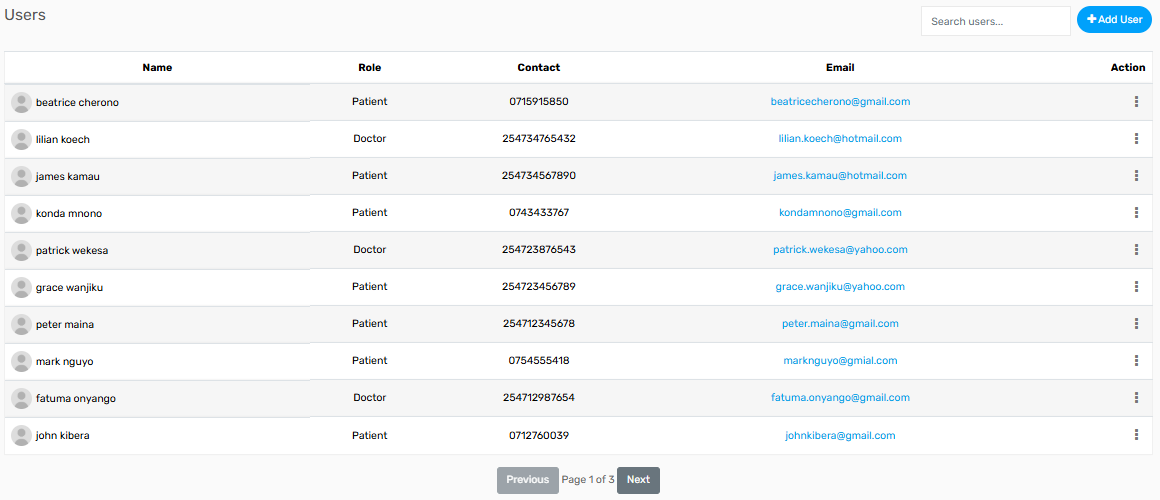 Users
Search users...
Add User
Name Role Contact Email Action
beatrice cherono Patient 0715915850 beatricecherono@gmail.com
lilian koech Doctor 254734765432 lilian.koech@hotmail.com
james kamau Patient 254734567890 james.kamau@hotmail.com
konda mnono Patient 0743433767 kondamnono@gmail.com
patrick wekesa Doctor 254723876543 patrick.wekesa@yahoo.com
grace wanjiku Patient 254723456789 grace.wanjiku@yahoo.com
peter maina Patient 254712345678 peter.maina@gmail.com
mark nguyo Patient 0754555418 marknguyo@gmial.com
fatuma onyango Doctor 254712987654 fatuma.onyango@gmail.com
john kibera Patient 0712760039 johnkibera@gmail.com
Previous Page 1 of 3 Next